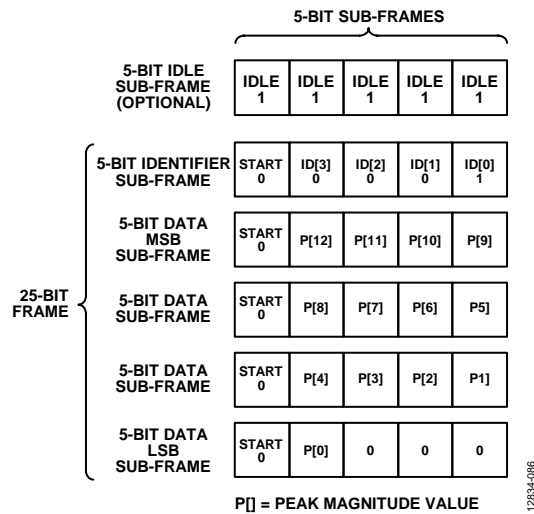 5-BIT SUB-FRAMES
5-BIT IDLE
SUB-FRAME
(OPTIONAL)
IDLE IDLE IDLE IDLE IDLE
1 1 1 1 1
5-BIT IDENTIFIER
SUB-FRAME
START ID[3] ID[2] ID[1] ID[0]
0 0 0 0 1
5-BIT DATA
MSB
SUB-FRAME
START
0
P[12] P[11] P[10] P[9]
25-BIT
FRAME
5-BIT DATA
SUB-FRAME
START
0
P[8] P[7] P[6] P5]
5-BIT DATA
SUB-FRAME
START
0
P[4] P[3] P[2] P1]
5-BIT DATA
LSB
SUB-FRAME
START
0
P[0] 0 0 0
P[] = PEAK MAGNITUDE VALUE
12834-086